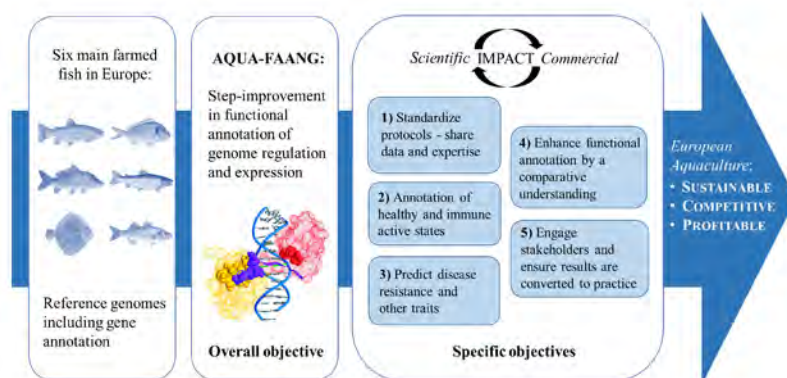 Six main farmed
fish in Europe:
Reference genomes
including gene
annotation
AQUA-FAANG:
Step-improvement
in functional
annotation of
genome regulation
and expression
Overall objective
Scientific IMPACT Commercial
1) Standardize
protocols - share
data and expertise
2) Annotation of
healthy and immune
active states
3) Predict disease
resistance and
other traits
4) Enhance functional
annotation by a
comparative
understanding
5) Engage
stakeholders and
ensure results are
converted to practice
Specific objectives
European
Aquaculture:
• SUSTAINABLE
• COMPETITIVE
• PROFITABLE